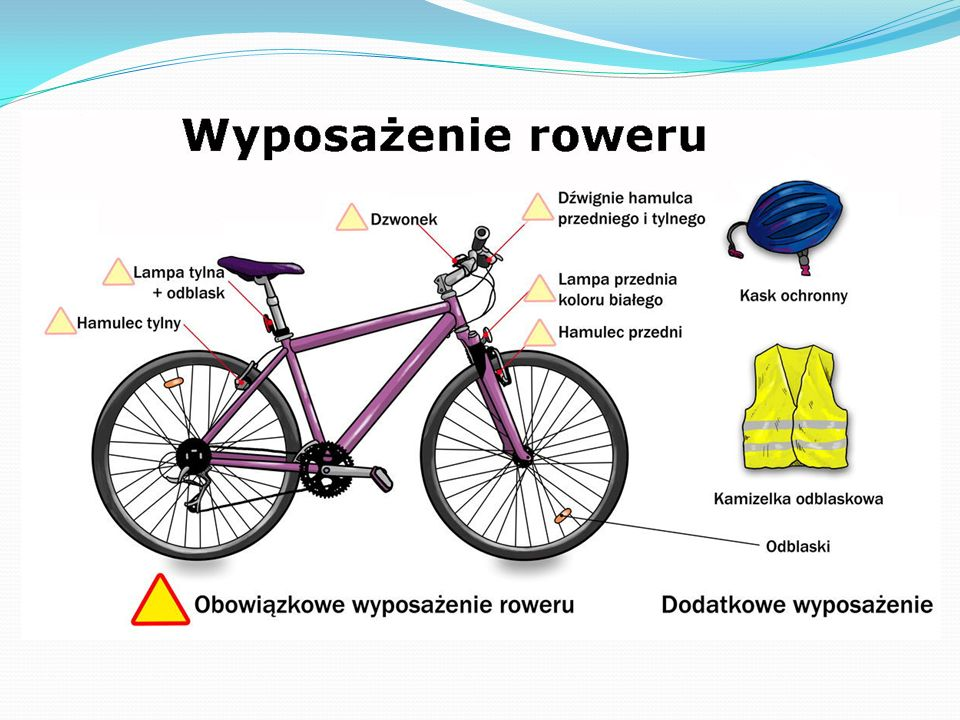 Wyposażenie roweru
Dzwonek
Dźwignie hamulca
przedniego i tylnego
Lampa tylna
+ odblask
Hamulec tylny
Lampa przednia
koloru białego
Hamulec przedni
Kask ochronny
Kamizelka odblaskowa
Odblaski
Obowiązkowe wyposażenie roweru
Dodatkowe wyposażenie